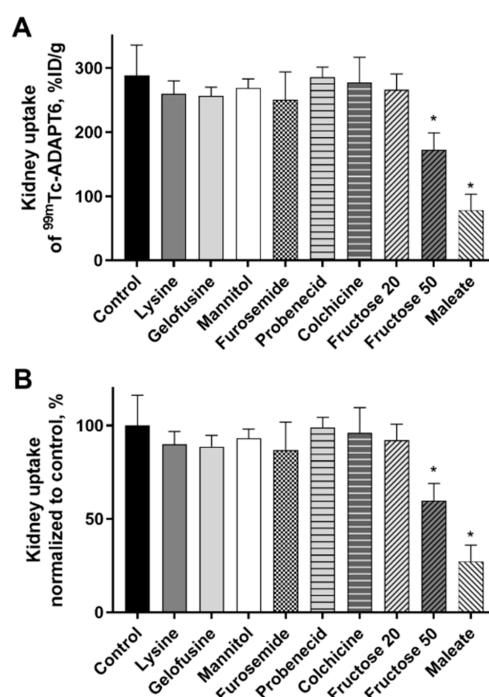 A
Kidney uptake
of ⁹⁹ᵐTc-ADAPT6, %ID/g
300
200
100
0
Control
Lysine
Gelofusine
Mannitol
Furosemide
Probenecid
Colchicine
Fructose 20
Fructose 50
Maleate
*
*
B
Kidney uptake
normalized to control, %
100
50
0
Control
Lysine
Gelofusine
Mannitol
Furosemide
Probenecid
Colchicine
Fructose 20
Fructose 50
Maleate
*
*